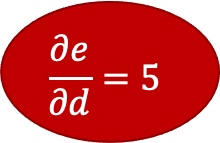 ∂e/∂d = 5